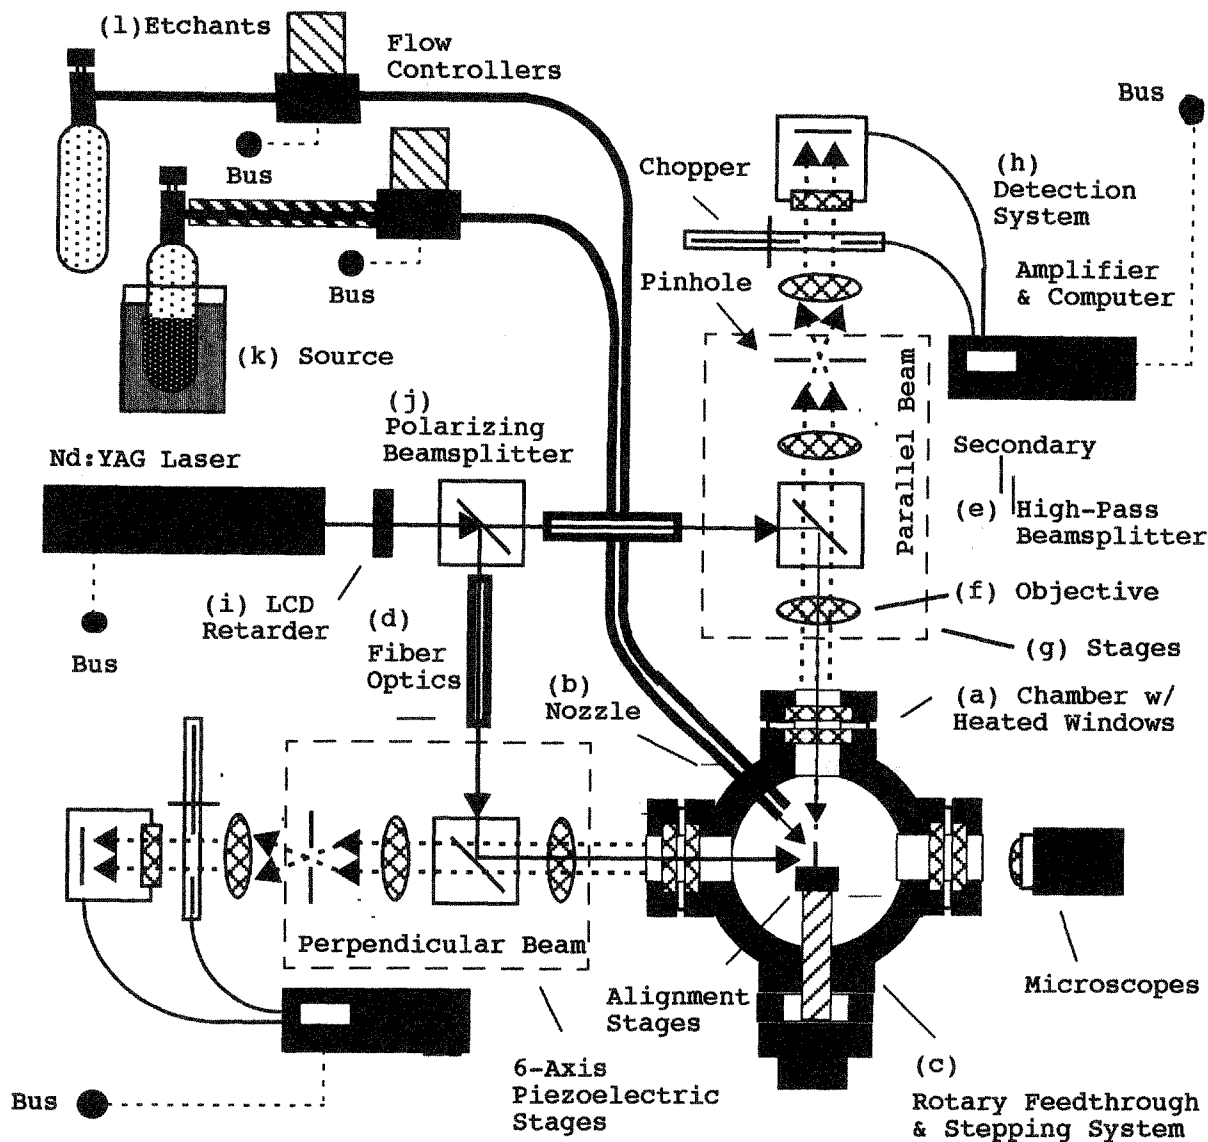 (l)Etchants
Flow
Controllers
Bus
Bus
(k) Source
Chopper
Pinhole
Bus
(h)
Detection
System
Amplifier
& Computer
(j)
Polarizing
Beamsplitter
Nd:YAG Laser
Parallel Beam
Secondary
(e) High-Pass
Beamsplitter
(f) Objective
(g) Stages
(i) LCD
Retarder
(d)
Fiber
Optics
Bus
(b)
Nozzle
(a) Chamber w/
Heated Windows
Perpendicular Beam
Alignment
Stages
Microscopes
6-Axis
Piezoelectric
Stages
(c)
Rotary Feedthrough
& Stepping System
Bus